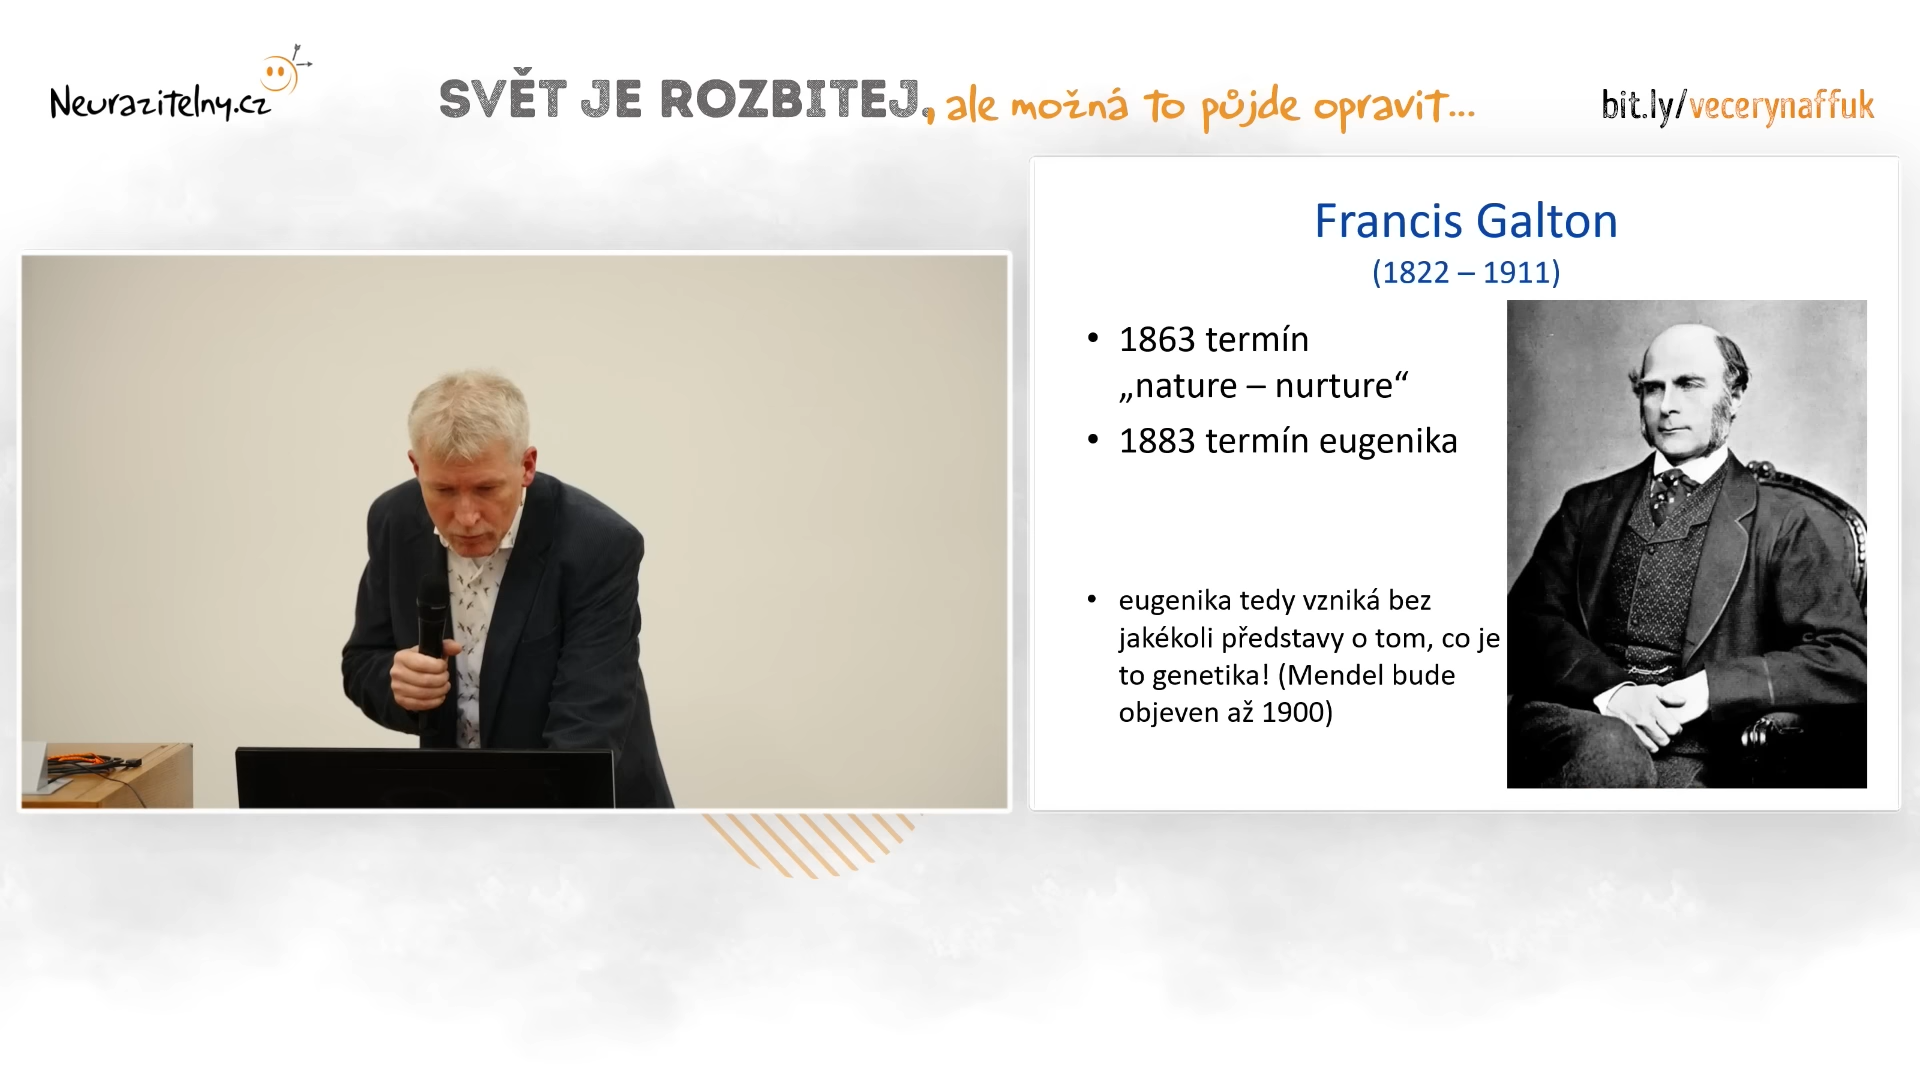 Neurazitelny.cz
SVĚT JE ROZBITEJ, ale možná to půjde opravit...
bit.ly/vecerynaffuk
Francis Galton
(1822 – 1911)
• 1863 termín
„nature – nurture“
• 1883 termín eugenika
• eugenika tedy vzniká bez
jakékoli představy o tom, co je
to genetika! (Mendel bude
objeven až 1900)